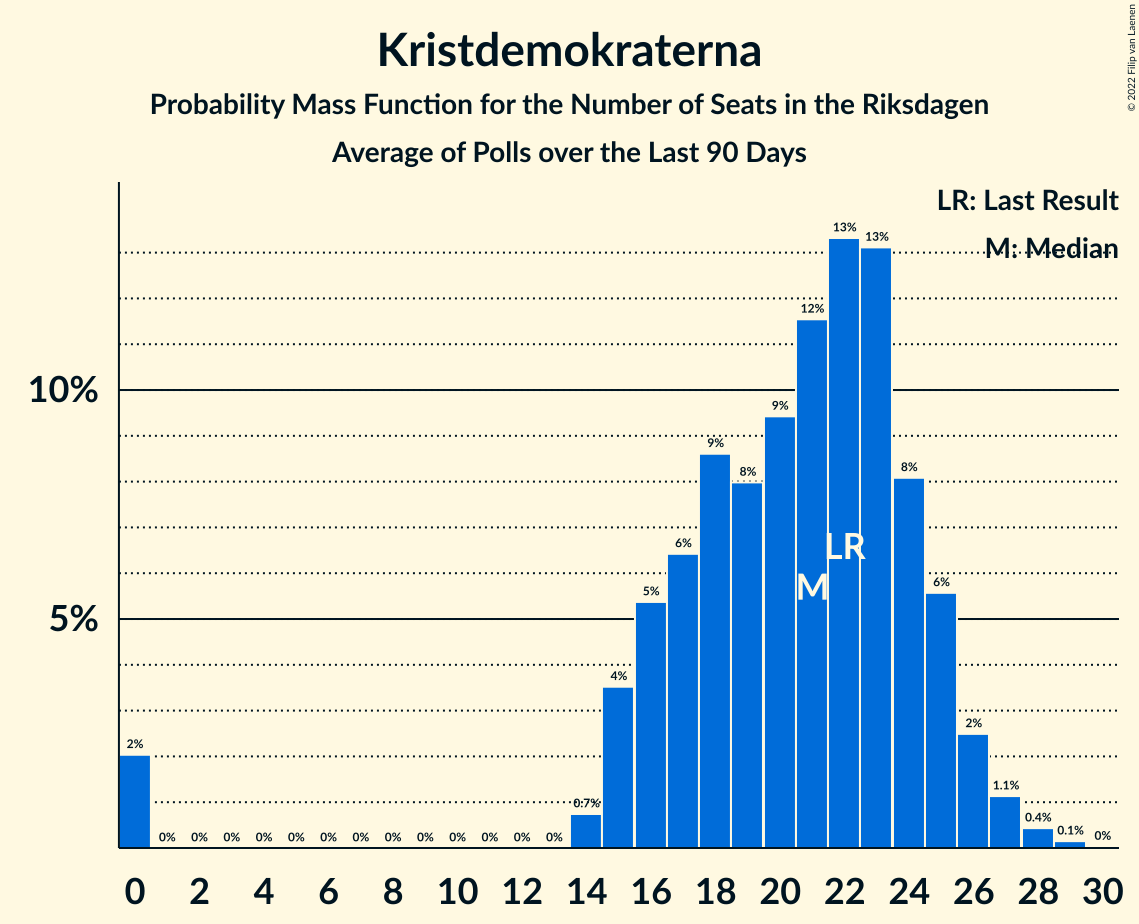 Kristdemokraterna
Probability Mass Function for the Number of Seats in the Riksdagen
Average of Polls over the Last 90 Days
© 2022 Filip van Laenen
LR: Last Result
M: Median
13%
13%
12%
10%
9%
9%
8%
8%
6%
LR
M
5%
6%
5%
4%
2%
2%
1.1%
0.7%
0.4%
0.1%
0% 0% 0% 0% 0% 0% 0% 0% 0% 0% 0% 0% 0% 0%
0 2 4 6 8 10 12 14 16 18 20 22 24 26 28 30